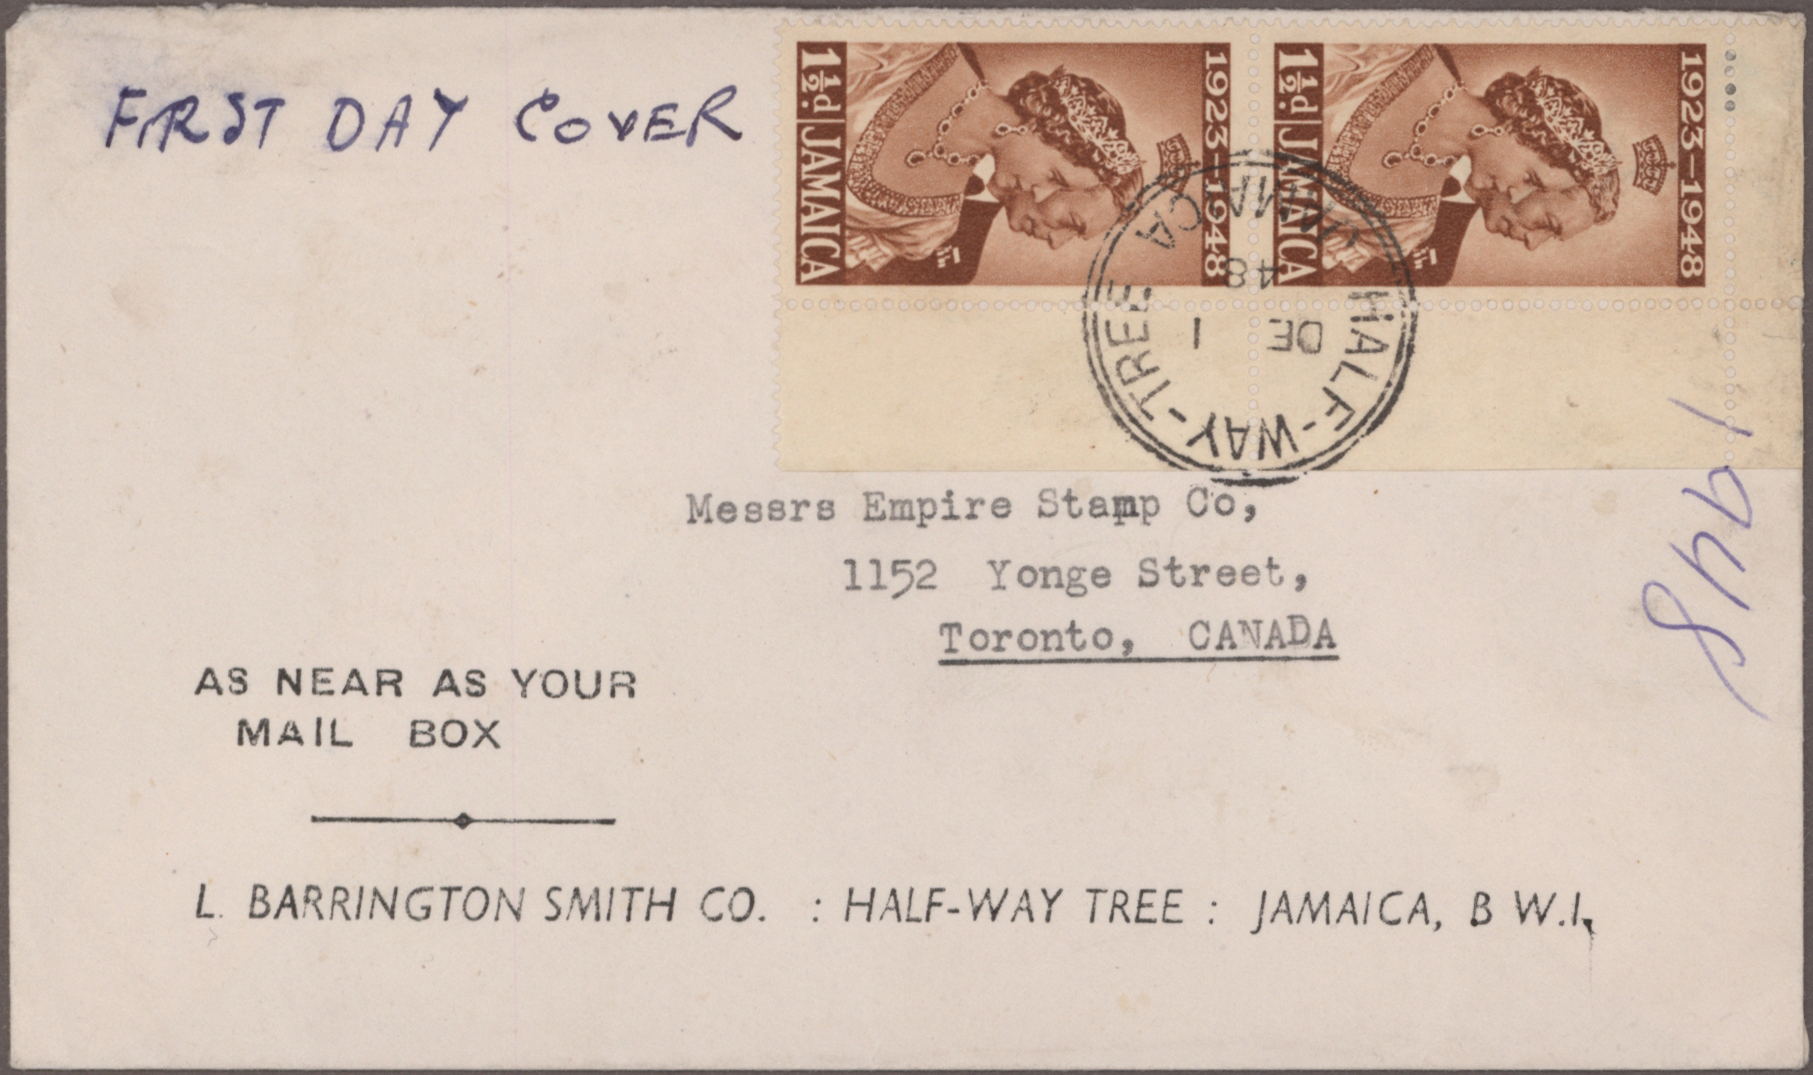 FIRST DAY COVER
1½d JAMAICA
1923-1948
1½d JAMAICA
1923-1948
HALF-WAY-TREE
JAMAICA
DE 1
48
1948
Messrs Empire Stamp Co,
1152 Yonge Street,
Toronto, CANADA
AS NEAR AS YOUR
MAIL BOX
L. BARRINGTON SMITH CO. : HALF-WAY TREE : JAMAICA, B W.I.